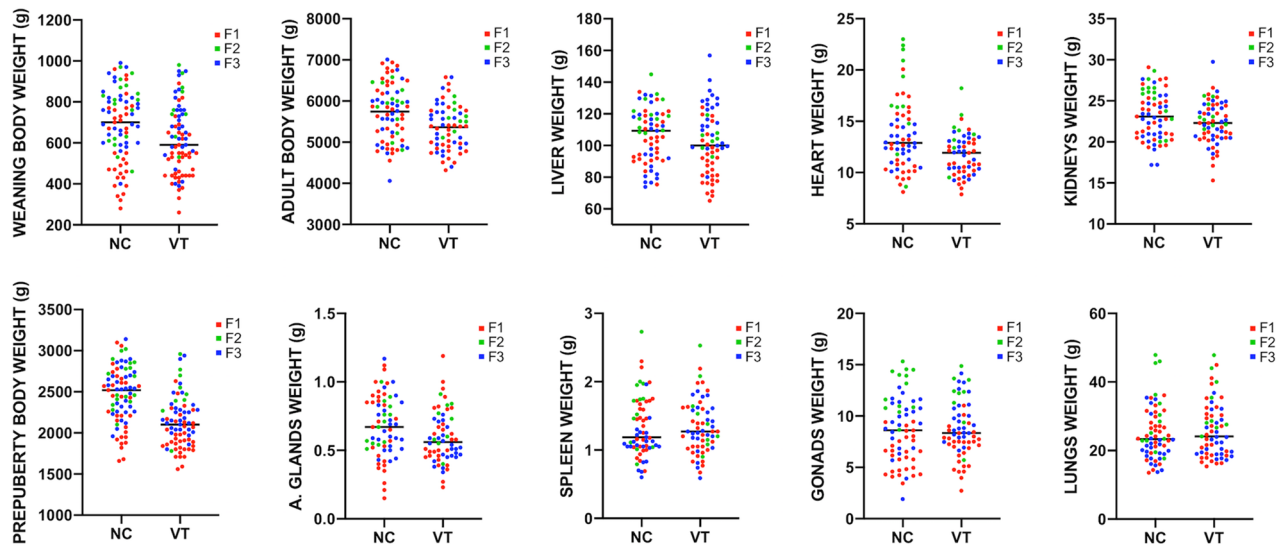 WEANING BODY WEIGHT (g)
1200
1000
800
600
400
200
NC VT
F1
F2
F3
ADULT BODY WEIGHT (g)
8000
7000
6000
5000
4000
3000
NC VT
F1
F2
F3
LIVER WEIGHT (g)
180
160
140
120
100
80
60
NC VT
F1
F2
F3
HEART WEIGHT (g)
25
20
15
10
5
NC VT
F1
F2
F3
KIDNEYS WEIGHT (g)
35
30
25
20
15
10
NC VT
F1
F2
F3
PREPUBERTY BODY WEIGHT (g)
3500
3000
2500
2000
1500
1000
NC VT
F1
F2
F3
A. GLANDS WEIGHT (g)
1.5
1.0
0.5
0.0
NC VT
F1
F2
F3
SPLEEN WEIGHT (g)
3
2
1
0
NC VT
F1
F2
F3
GONADS WEIGHT (g)
20
15
10
5
0
NC VT
F1
F2
F3
LUNGS WEIGHT (g)
60
40
20
0
NC VT
F1
F2
F3